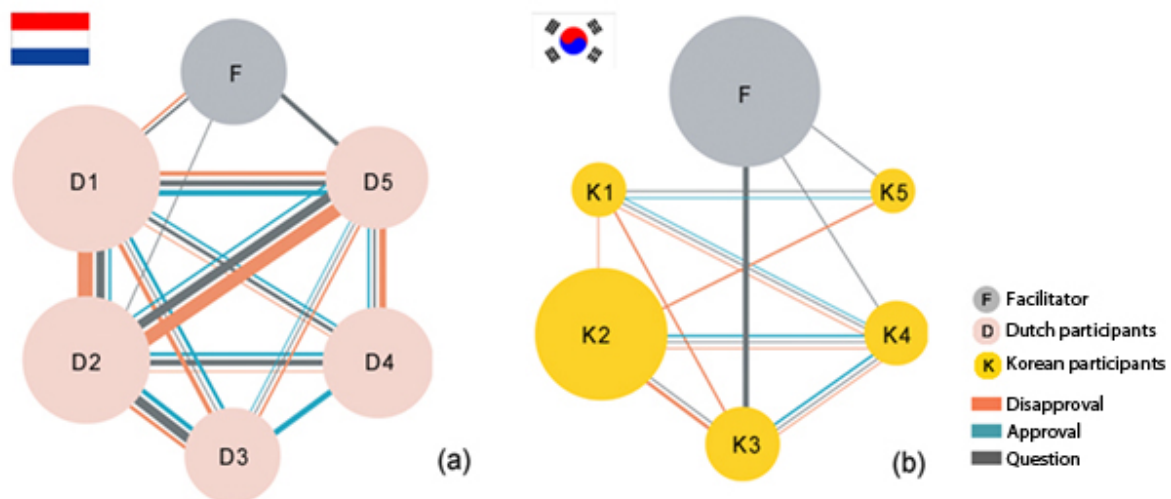 F
D1
D5
D2
D4
D3
(a)
F
K1
K5
K2
K4
K3
(b)
F Facilitator
D Dutch participants
K Korean participants
Disapproval
Approval
Question